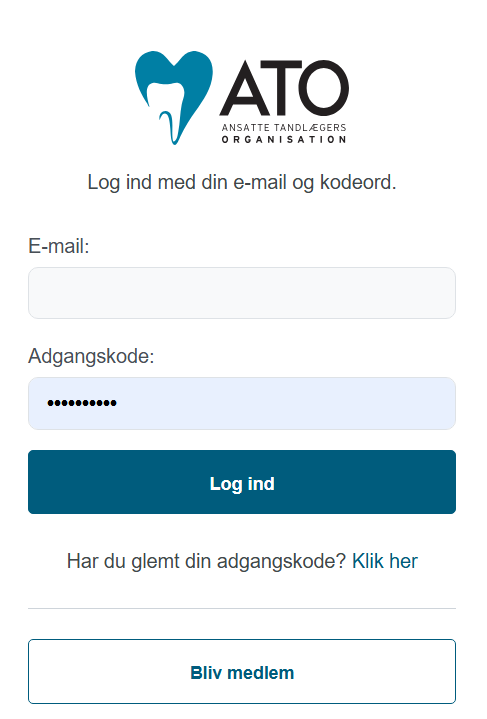 ATO
ANSATTE TANDLÆGERS
ORGANISATION
Log ind med din e-mail og kodeord.
E-mail:
Adgangskode:
••••••••••
Log ind
Har du glemt din adgangskode? Klik her
Bliv medlem